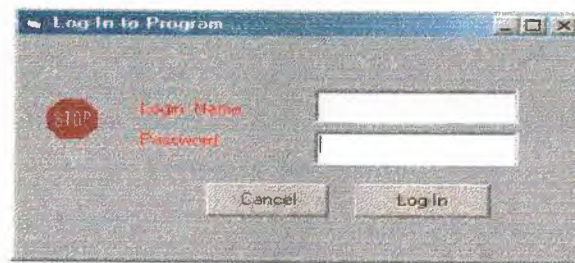 Log In to Program
STOP
Login Name
Password
Cancel
Log In